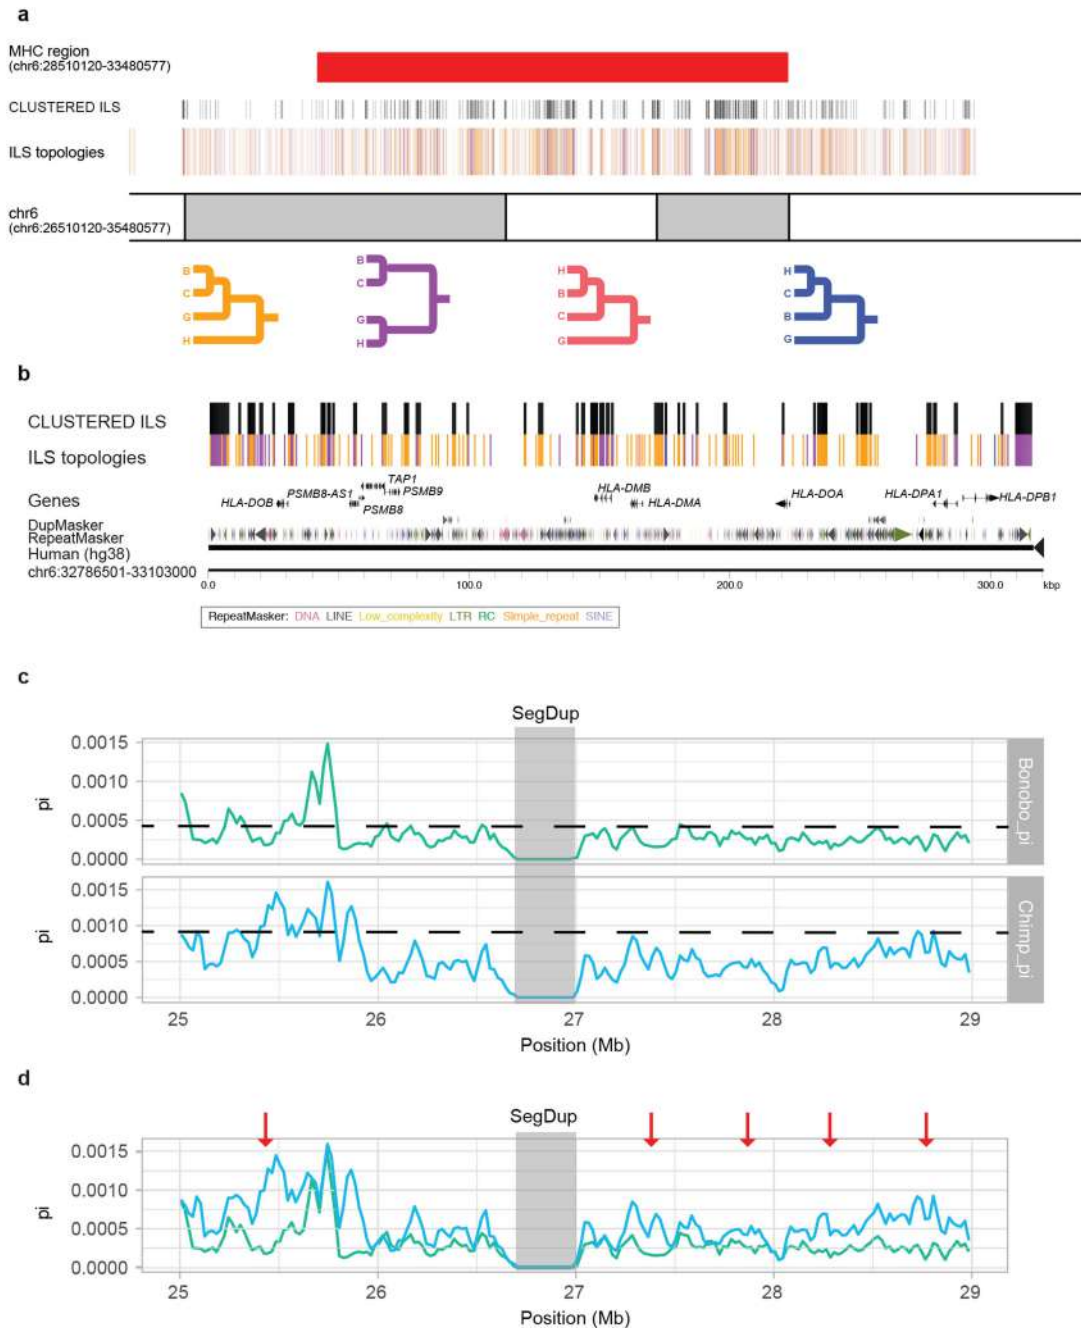 a
MHC region
(chr6:28510120-33480577)
CLUSTERED ILS
ILS topologies
chr6
(chr6:26510120-35480577)
B B H H
C C B C
G G C B
H H G G
b
CLUSTERED ILS
ILS topologies
Genes
HLA-DOB PSMB8-AS1 TAP1 PSMB9 PSMB8 HLA-DMB HLA-DMA HLA-DOA HLA-DPA1 HLA-DPB1
DupMasker
RepeatMasker
Human (hg38)
chr6:32786501-33103000
0.0 100.0 200.0 300.0 kbp
RepeatMasker: DNA LINE Low_complexity LTR RC Simple_repeat SINE
c
SegDup
0.0015
0.0010
0.0005
0.0000
pi
Bonobo_pi
0.0015
0.0010
0.0005
0.0000
pi
Chimp_pi
25 26 27 28 29
Position (Mb)
d
SegDup
0.0015
0.0010
0.0005
0.0000
pi
25 26 27 28 29
Position (Mb)